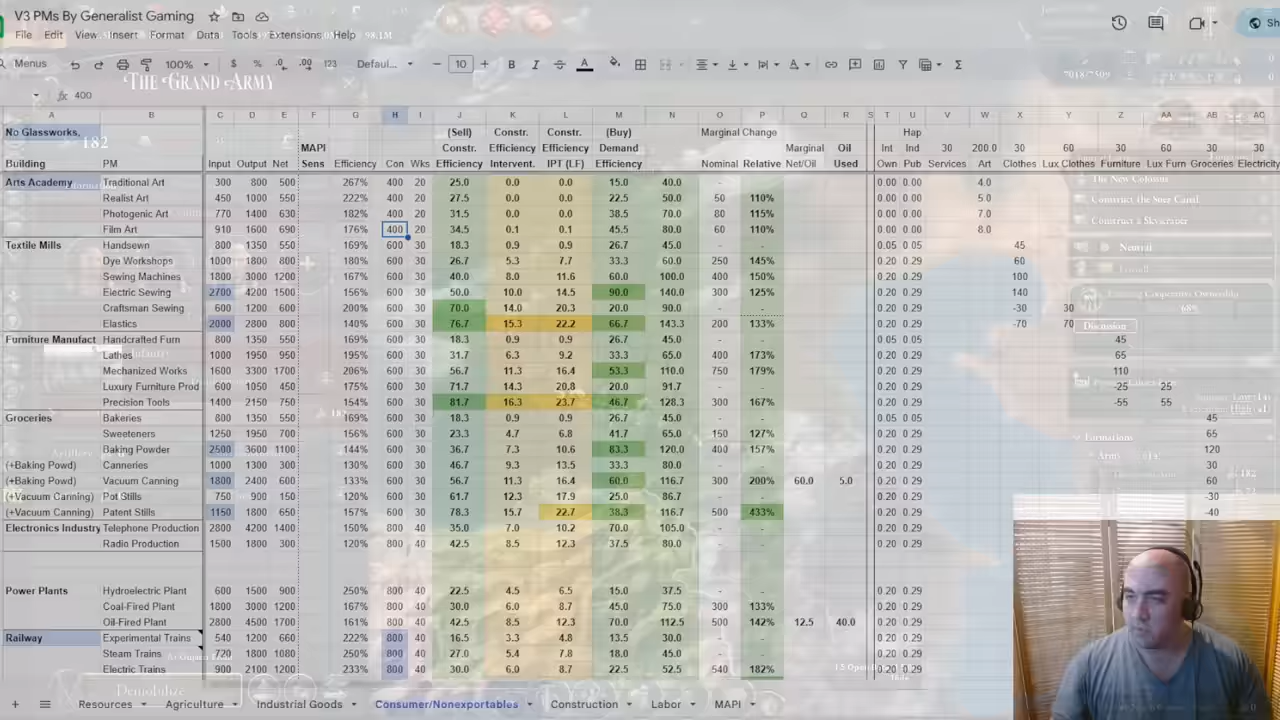 V3 PMs By Generalist Gaming
File Edit View Insert Format Data Tools Extensions Help
Menus 100% $ % .0 .00 123 Defaul... − 10 + B I A Σ
THE GRAND ARMY
fx 400
A B C D E F G H I J K L M N O P Q R T U V W X Y Z AA AB AC
No Glassworks, (Sell) Constr. Constr. (Buy) Marginal Change Int Hap 30 200.0 30 60 30 60 30 30
182
MAPI Constr. Efficiency Efficiency Demand Marginal Oil
Building PM Input Output Net Sens Efficiency Con Wks Efficiency Intervent. IPT (LF) Efficiency Nominal Relative Net/Oil Used Own Pub Services Art Clothes Lux Clothes Furniture Lux Furn Groceries Electricity
Arts Academy Traditional Art 300 800 500 267% 400 20 25.0 0.0 0.0 15.0 40.0 - - 0.00 0.00 4.0
Realist Art 450 1000 550 222% 400 20 27.5 0.0 0.0 22.5 50.0 50 110% 0.00 0.00 5.0
Photogenic Art 770 1400 630 182% 400 20 31.5 0.0 0.0 38.5 70.0 80 115% 0.00 0.00 7.0
Film Art 910 1600 690 176% 400 20 34.5 0.1 0.1 45.5 80.0 60 110% 0.00 0.00 8.0
Textile Mills Handsewn 800 1350 550 169% 600 30 18.3 0.9 0.9 26.7 45.0 - - 0.05 0.05 45
Dye Workshops 1000 1800 800 180% 600 30 26.7 5.3 7.7 33.3 60.0 250 145% 0.20 0.29 60
Sewing Machines 1800 3000 1200 167% 600 30 40.0 8.0 11.6 60.0 100.0 400 150% 0.20 0.29 100
Electric Sewing 2700 4200 1500 156% 600 30 50.0 10.0 14.5 90.0 140.0 300 125% 0.20 0.29 140
Craftsman Sewing 600 1200 600 200% 600 30 70.0 14.0 20.3 20.0 90.0 - - 0.20 0.29 -30 30
Elastics 2000 2800 800 140% 600 30 76.7 15.3 22.2 66.7 143.3 200 133% 0.20 0.29 -70 70
Furniture Manufact Handcrafted Furn 800 1350 550 169% 600 30 18.3 0.9 0.9 26.7 45.0 - - 0.05 0.05 45
Lathes 1000 1950 950 195% 600 30 31.7 6.3 9.2 33.3 65.0 400 173% 0.20 0.29 65
Mechanized Works 1600 3300 1700 206% 600 30 56.7 11.3 16.4 53.3 110.0 750 179% 0.20 0.29 110
Luxury Furniture Prod 600 1050 450 175% 600 30 71.7 14.3 20.8 20.0 91.7 - - 0.20 0.29 -25 25
Precision Tools 1400 2150 750 154% 600 30 81.7 16.3 23.7 46.7 128.3 300 167% 0.20 0.29 -55 55
Groceries Bakeries 800 1350 550 169% 600 30 18.3 0.9 0.9 26.7 45.0 - - 0.05 0.05 45
Sweeteners 1250 1950 700 156% 600 30 23.3 4.7 6.8 41.7 65.0 150 127% 0.20 0.29 65
Baking Powder 2500 3600 1100 144% 600 30 36.7 7.3 10.6 83.3 120.0 400 157% 0.20 0.29 120
(+Baking Powd) Canneries 1000 1300 300 130% 600 30 46.7 9.3 13.5 33.3 80.0 - - 0.20 0.29 30
(+Baking Powd) Vacuum Canning 1800 2400 600 133% 600 30 56.7 11.3 16.4 60.0 116.7 300 200% 60.0 5.0 0.20 0.29 60
(+Vacuum Canning) Pot Stills 750 900 150 120% 600 30 61.7 12.3 17.9 25.0 86.7 - - 0.20 0.29 -30
(+Vacuum Canning) Patent Stills 1150 1800 650 157% 600 30 78.3 15.7 22.7 38.3 116.7 500 433% 0.20 0.29 -40
Electronics Industry Telephone Production 2800 4200 1400 150% 800 40 35.0 7.0 10.2 70.0 105.0 - - 0.20 0.29
Radio Production 1500 1800 300 120% 800 40 42.5 8.5 12.3 37.5 80.0 - - 0.20 0.29
Power Plants Hydroelectric Plant 600 1500 900 250% 800 40 22.5 4.5 6.5 15.0 37.5 - - 0.20 0.29
Coal-Fired Plant 1800 3000 1200 167% 800 40 30.0 6.0 8.7 45.0 75.0 300 133% 0.20 0.29
Oil-Fired Plant 2800 4500 1700 161% 800 40 42.5 8.5 12.3 70.0 112.5 500 142% 12.5 40.0 0.20 0.29
Railway Experimental Trains 540 1200 660 222% 800 40 16.5 3.3 4.8 13.5 30.0 - - 0.20 0.29
Steam Trains 720 1800 1080 250% 800 40 27.0 5.4 7.8 18.0 45.0 - - 0.20 0.29
Electric Trains 900 2100 1200 233% 800 40 30.0 6.0 8.7 22.5 52.5 540 182% 0.20 0.29
The New Colossus
Construct the Suez Canal
Construct a Skyscraper
Neutral
Cooperative Ownership
68%
Discussion
Formations
Army
182
Demobilize
+ Resources Agriculture Industrial Goods Consumer/Nonexportables Construction Labor MAPI